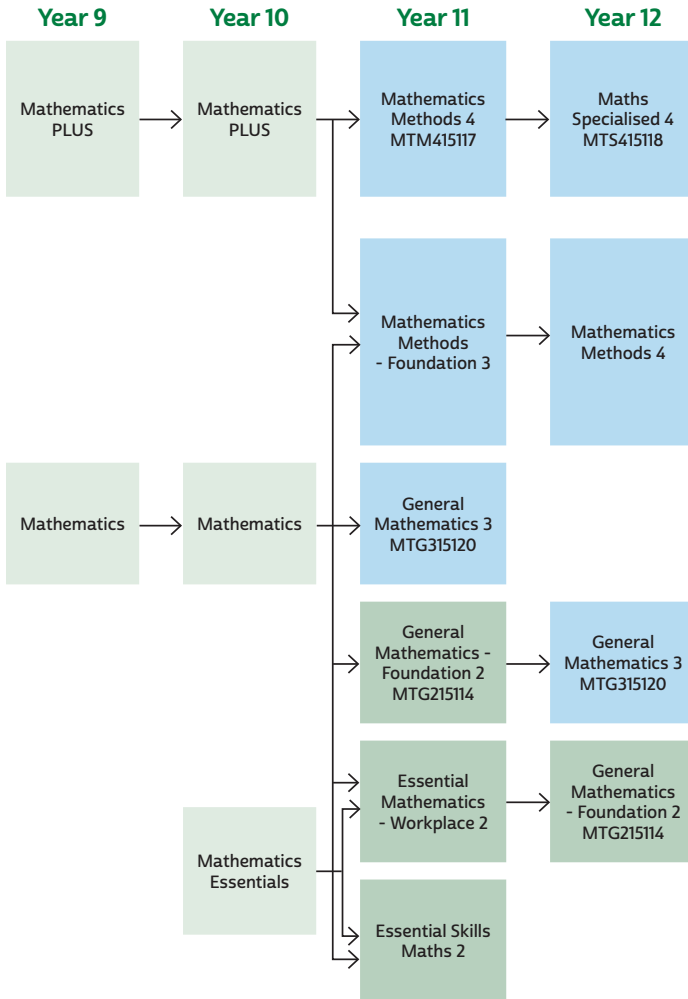 Year 9
Year 10
Year 11
Year 12
Mathematics
PLUS
Mathematics
PLUS
Mathematics
Methods 4
MTM415117
Maths
Specialised 4
MTS415118
Mathematics
Methods
- Foundation 3
Mathematics
Methods 4
Mathematics
Mathematics
General
Mathematics 3
MTG315120
General
Mathematics -
Foundation 2
MTG215114
General
Mathematics 3
MTG315120
Essential
Mathematics
- Workplace 2
General
Mathematics
- Foundation 2
MTG215114
Mathematics
Essentials
Essential Skills
Maths 2